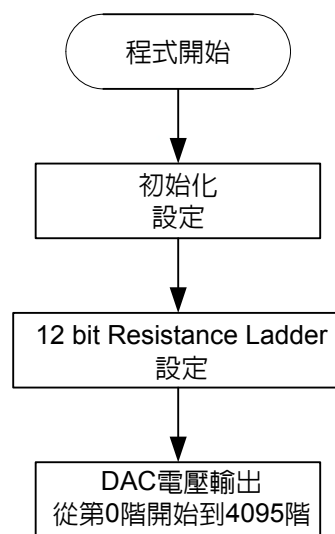 程式開始
初始化
設定
12 bit Resistance Ladder
設定
DAC電壓輸出
從第0階開始到4095階